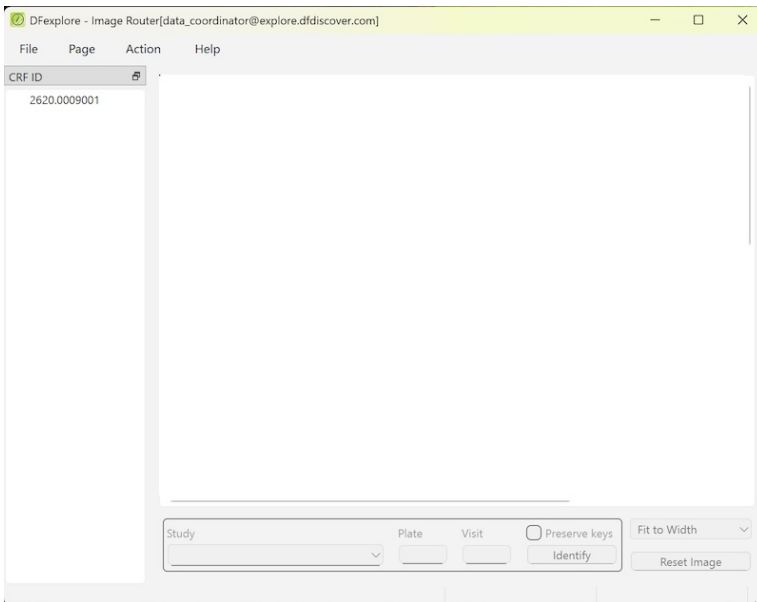 DFexplore - Image Router[data_coordinator@explore.dfdiscover.com]
File Page Action Help
CRF ID
2620.0009001
Study Plate Visit Preserve keys Fit to Width
Identify Reset Image